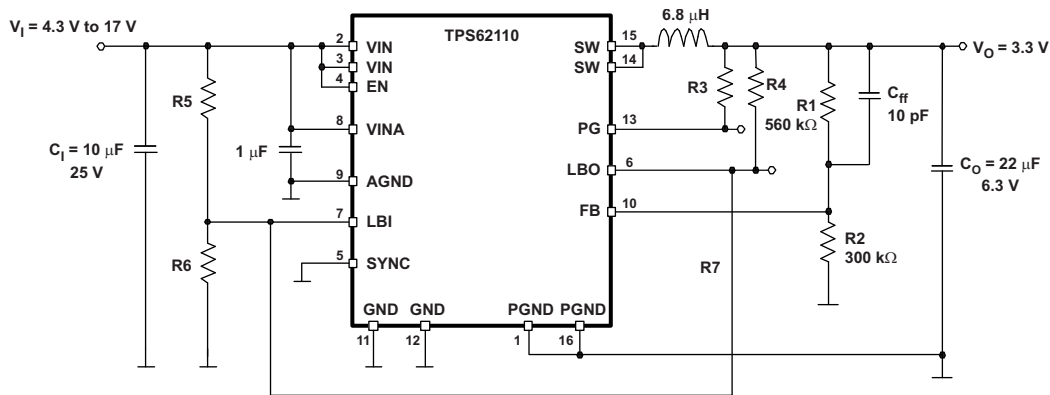 V_I = 4.3 V to 17 V
TPS62110
6.8 μH
V_O = 3.3 V
2
VIN
3
VIN
4
EN
15
SW
14
SW
R5
R3
R4
R1
560 kΩ
C_ff
10 pF
8
VINA
13
PG
C_I = 10 μF
25 V
1 μF
9
AGND
6
LBO
C_O = 22 μF
6.3 V
7
LBI
10
FB
R6
5
SYNC
R7
R2
300 kΩ
GND
GND
PGND
PGND
11
12
1
16